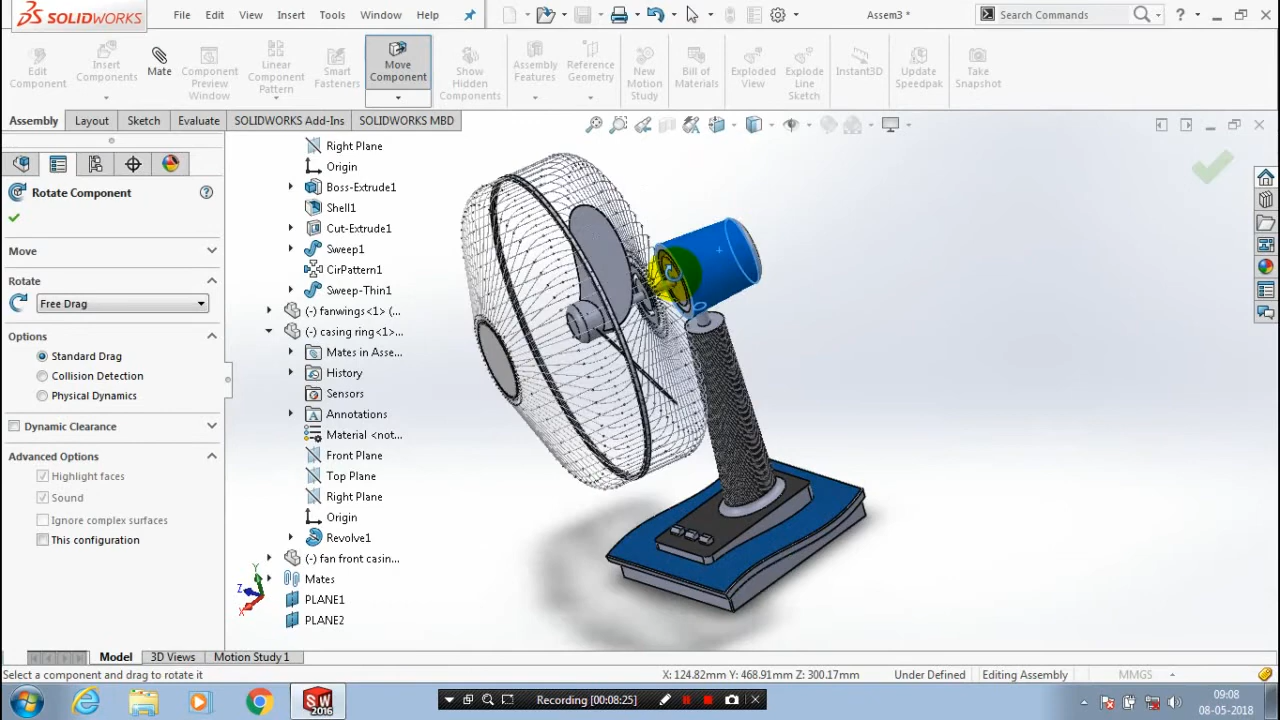 SOLIDWORKS
File Edit View Insert Tools Window Help
Assem3 *
Search Commands
?
Edit Component
Insert Components
Mate
Component Preview Window
Linear Component Pattern
Smart Fasteners
Move Component
Show Hidden Components
Assembly Features
Reference Geometry
New Motion Study
Bill of Materials
Exploded View
Explode Line Sketch
Instant3D
Update Speedpak
Take Snapshot
Assembly Layout Sketch Evaluate SOLIDWORKS Add-Ins SOLIDWORKS MBD
Rotate Component
?
Move
Rotate
Free Drag
Options
Standard Drag
Collision Detection
Physical Dynamics
Dynamic Clearance
Advanced Options
Highlight faces
Sound
Ignore complex surfaces
This configuration
Right Plane
Origin
Boss-Extrude1
Shell1
Cut-Extrude1
Sweep1
CirPattern1
Sweep-Thin1
(-) fanwings<1> (...
(-) casing ring<1>...
Mates in Asse...
History
Sensors
Annotations
Material <not...
Front Plane
Top Plane
Right Plane
Origin
Revolve1
(-) fan front casin...
Mates
PLANE1
PLANE2
Y
Z
X
Model 3D Views Motion Study 1
Select a component and drag to rotate it
X: 124.82mm Y: 468.91mm Z: 300.17mm Under Defined Editing Assembly MMGS
SW 2016
Recording [00:08:25]
09:08
08-05-2018